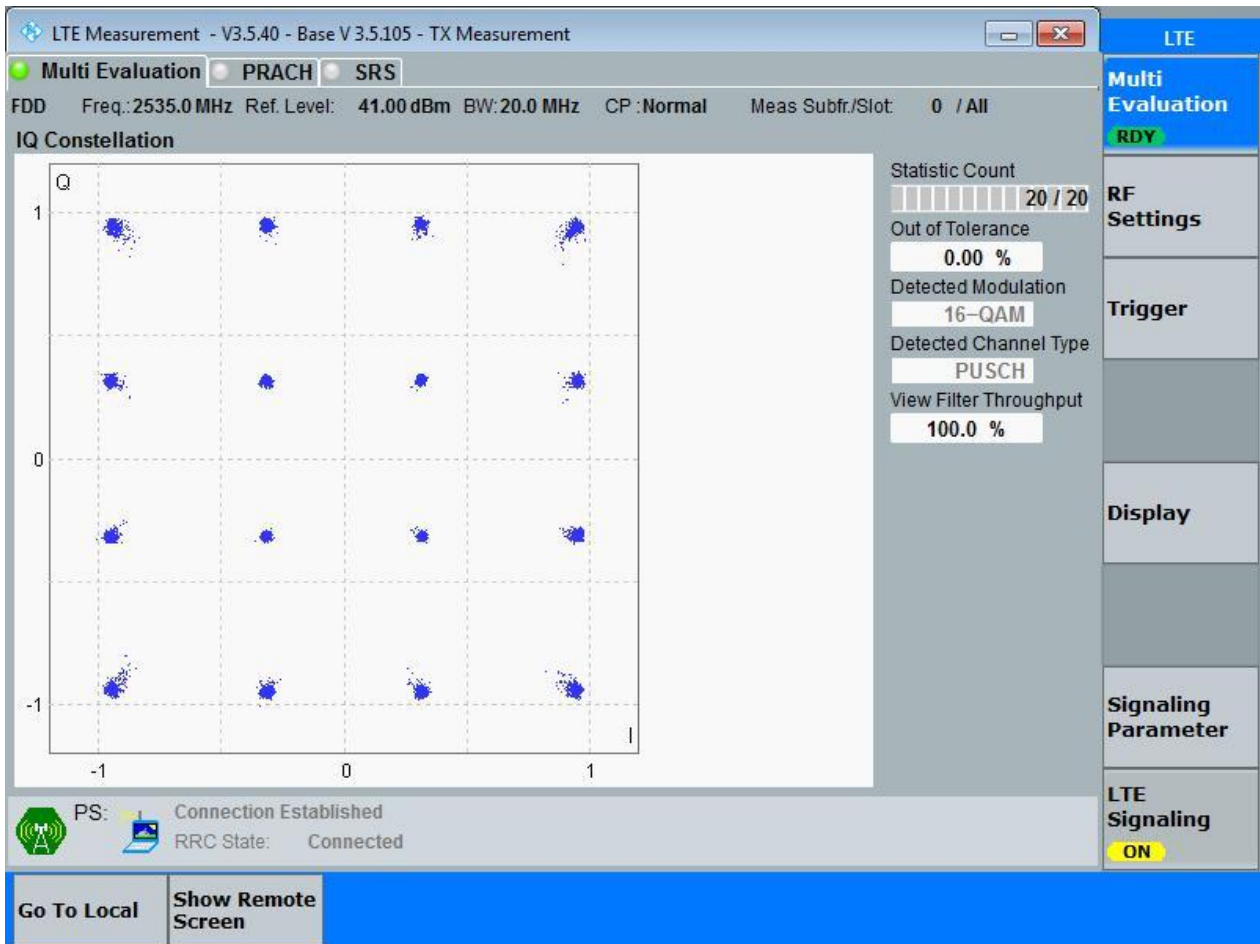 LTE Measurement - V3.5.40 - Base V 3.5.105 - TX Measurement
LTE
Multi Evaluation PRACH SRS
FDD Freq.:2535.0 MHz Ref. Level: 41.00 dBm BW:20.0 MHz CP :Normal Meas Subfr./Slot: 0 / All
IQ Constellation
Q
1
0
-1
-1 0 1
I
Statistic Count
20 / 20
Out of Tolerance
0.00 %
Detected Modulation
16-QAM
Detected Channel Type
PUSCH
View Filter Throughput
100.0 %
Multi
Evaluation
RDY
RF
Settings
Trigger
Display
Signaling
Parameter
LTE
Signaling
ON
PS: Connection Established
RRC State: Connected
Go To Local
Show Remote
Screen